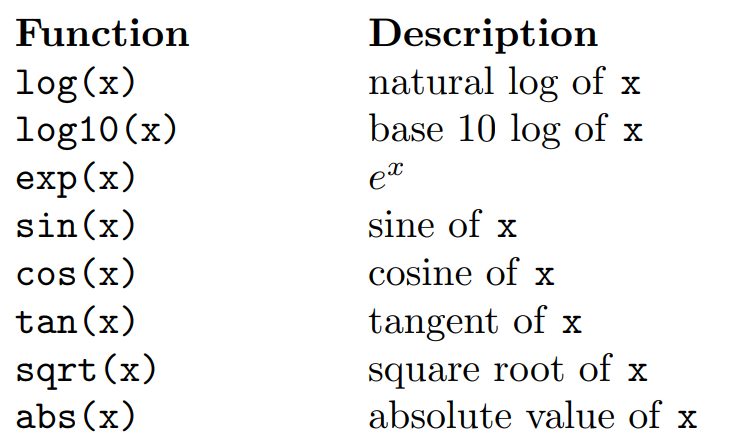 Function Description
log(x) natural log of x
log10(x) base 10 log of x
exp(x) eˣ
sin(x) sine of x
cos(x) cosine of x
tan(x) tangent of x
sqrt(x) square root of x
abs(x) absolute value of x